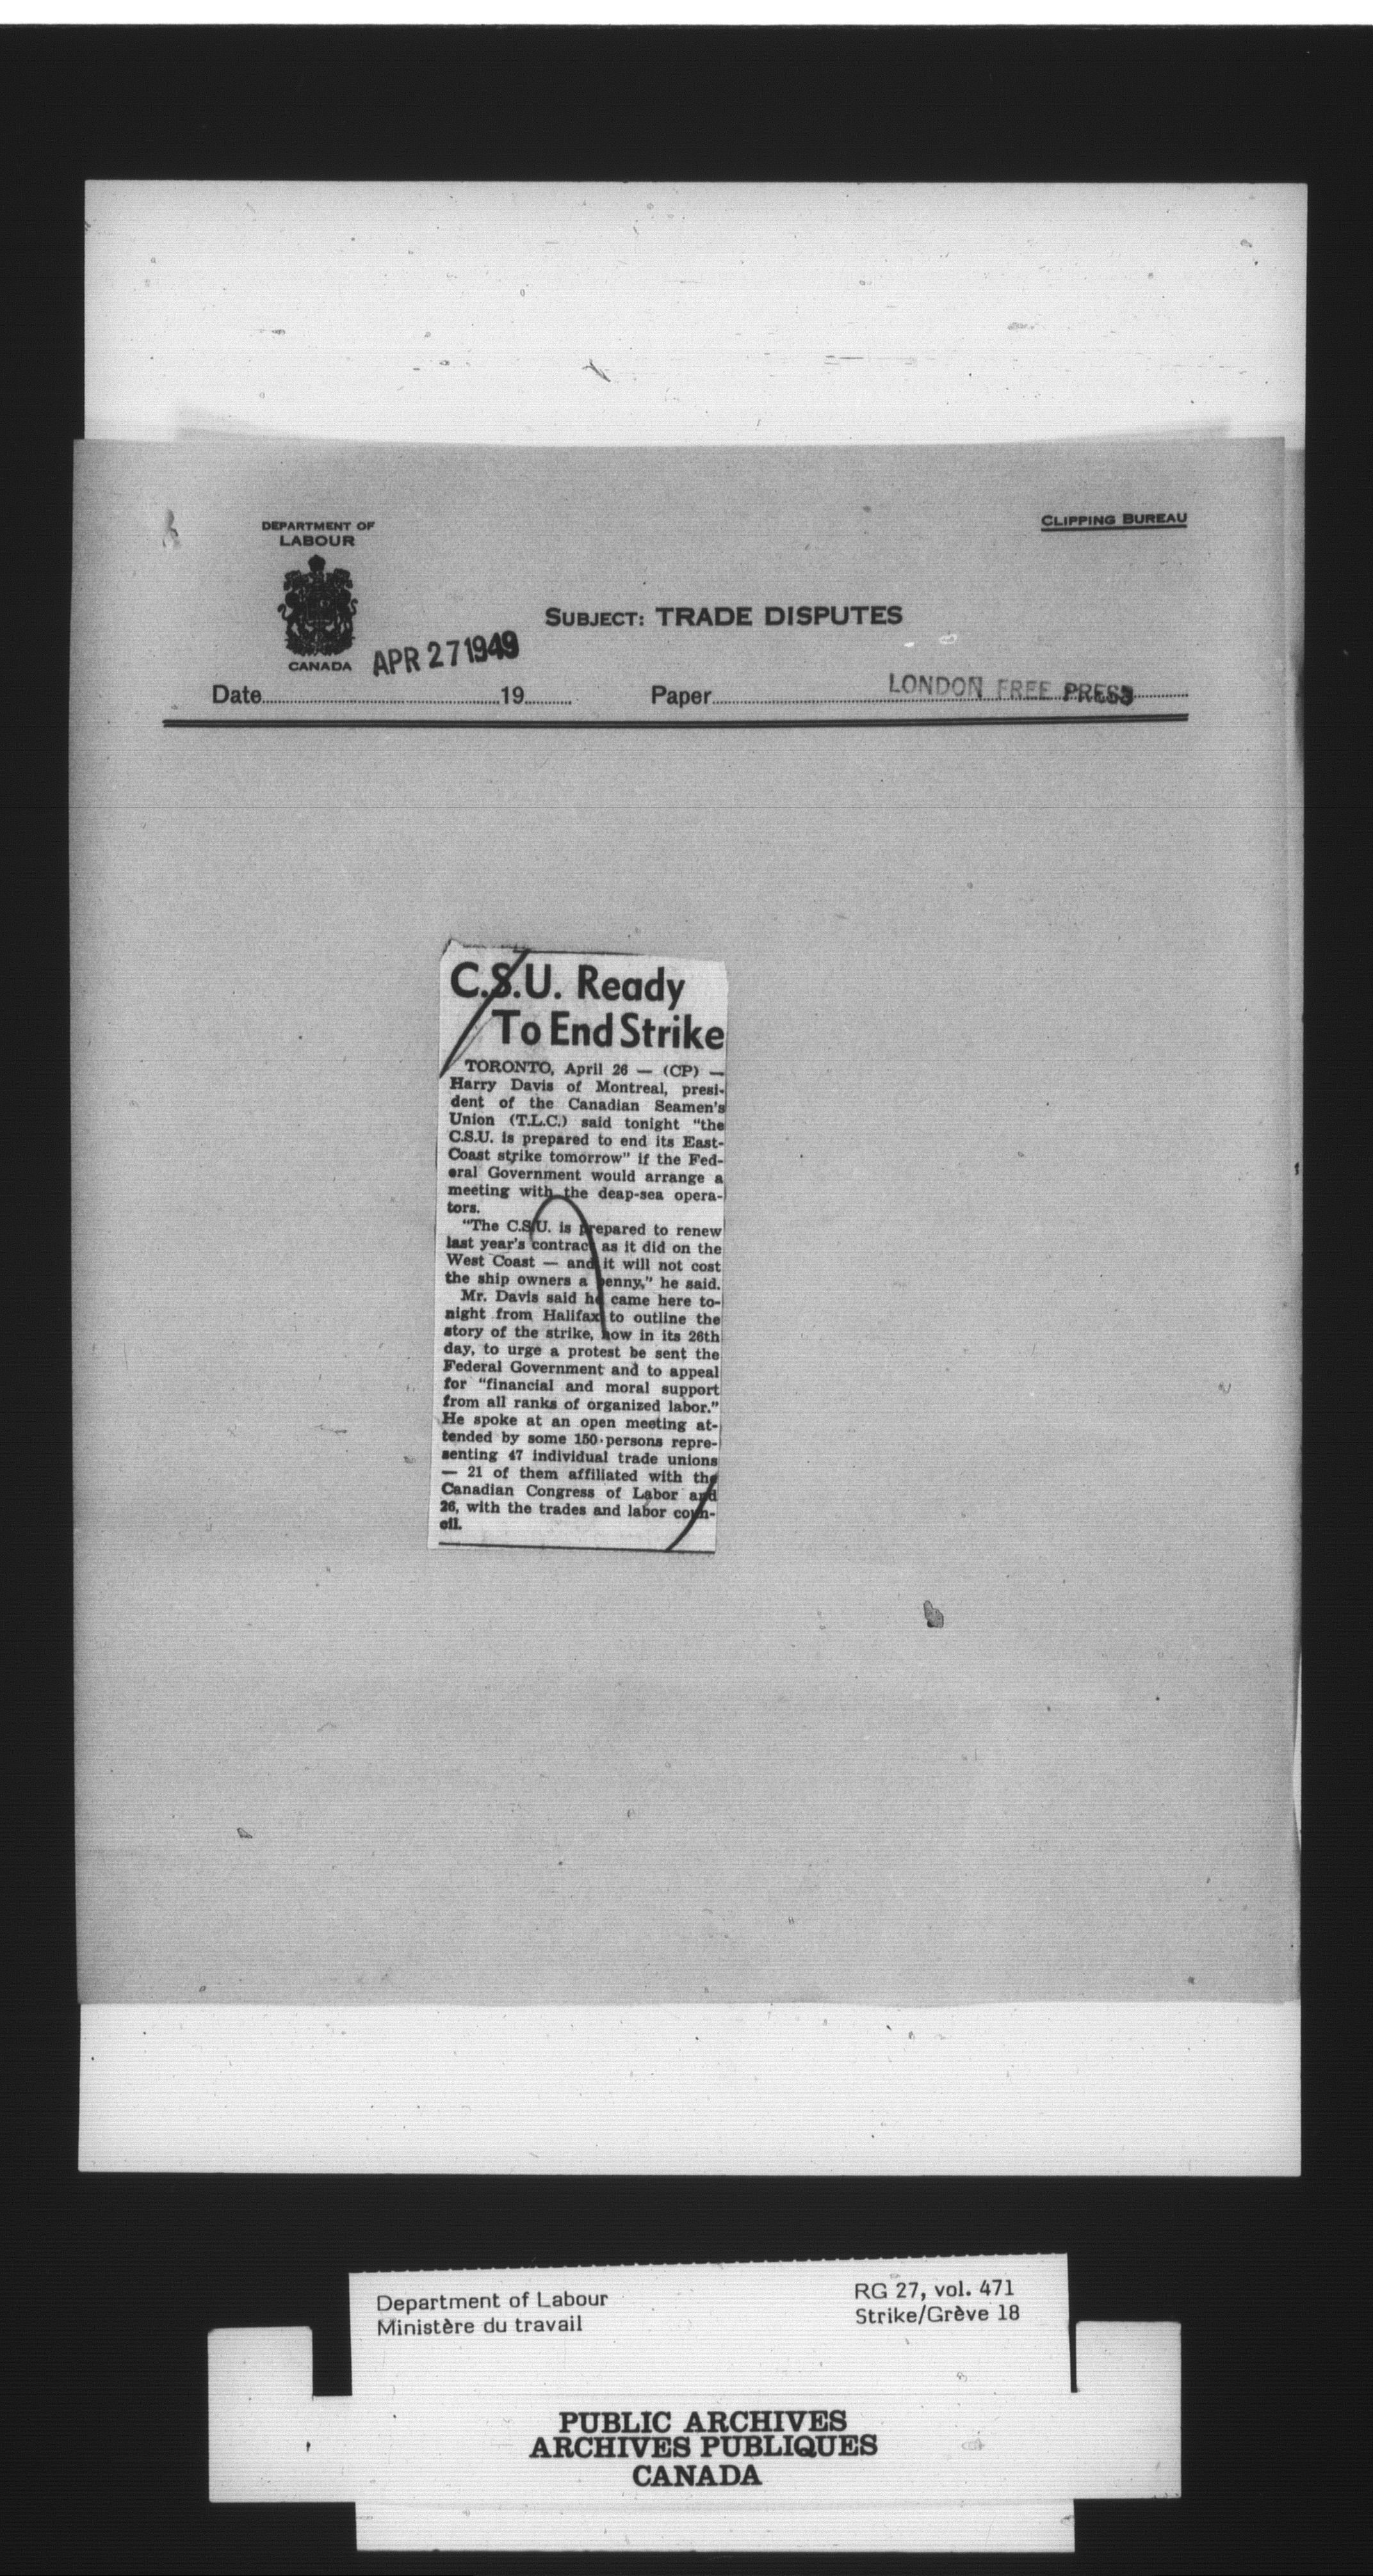 DEPARTMENT OF
LABOUR
CANADA
CLIPPING BUREAU
SUBJECT: TRADE DISPUTES
APR 27 1949
Date 19 Paper LONDON FREE PRESS
C.S.U. Ready
To End Strike
TORONTO, April 26 — (CP) —
Harry Davis of Montreal, presi-
dent of the Canadian Seamen's
Union (T.L.C.) said tonight "the
C.S.U. is prepared to end its East-
Coast strike tomorrow" if the Fed-
eral Government would arrange a
meeting with the deap-sea opera-
tors.
"The C.S.U. is prepared to renew
last year's contract as it did on the
West Coast — and it will not cost
the ship owners a penny," he said.
Mr. Davis said he came here to-
night from Halifax to outline the
story of the strike, now in its 26th
day, to urge a protest be sent the
Federal Government and to appeal
for "financial and moral support
from all ranks of organized labor."
He spoke at an open meeting at-
tended by some 150 persons repre-
senting 47 individual trade unions
— 21 of them affiliated with the
Canadian Congress of Labor and
26, with the trades and labor coun-
cil.
Department of Labour
Ministère du travail
RG 27, vol. 471
Strike/Grève 18
PUBLIC ARCHIVES
ARCHIVES PUBLIQUES
CANADA